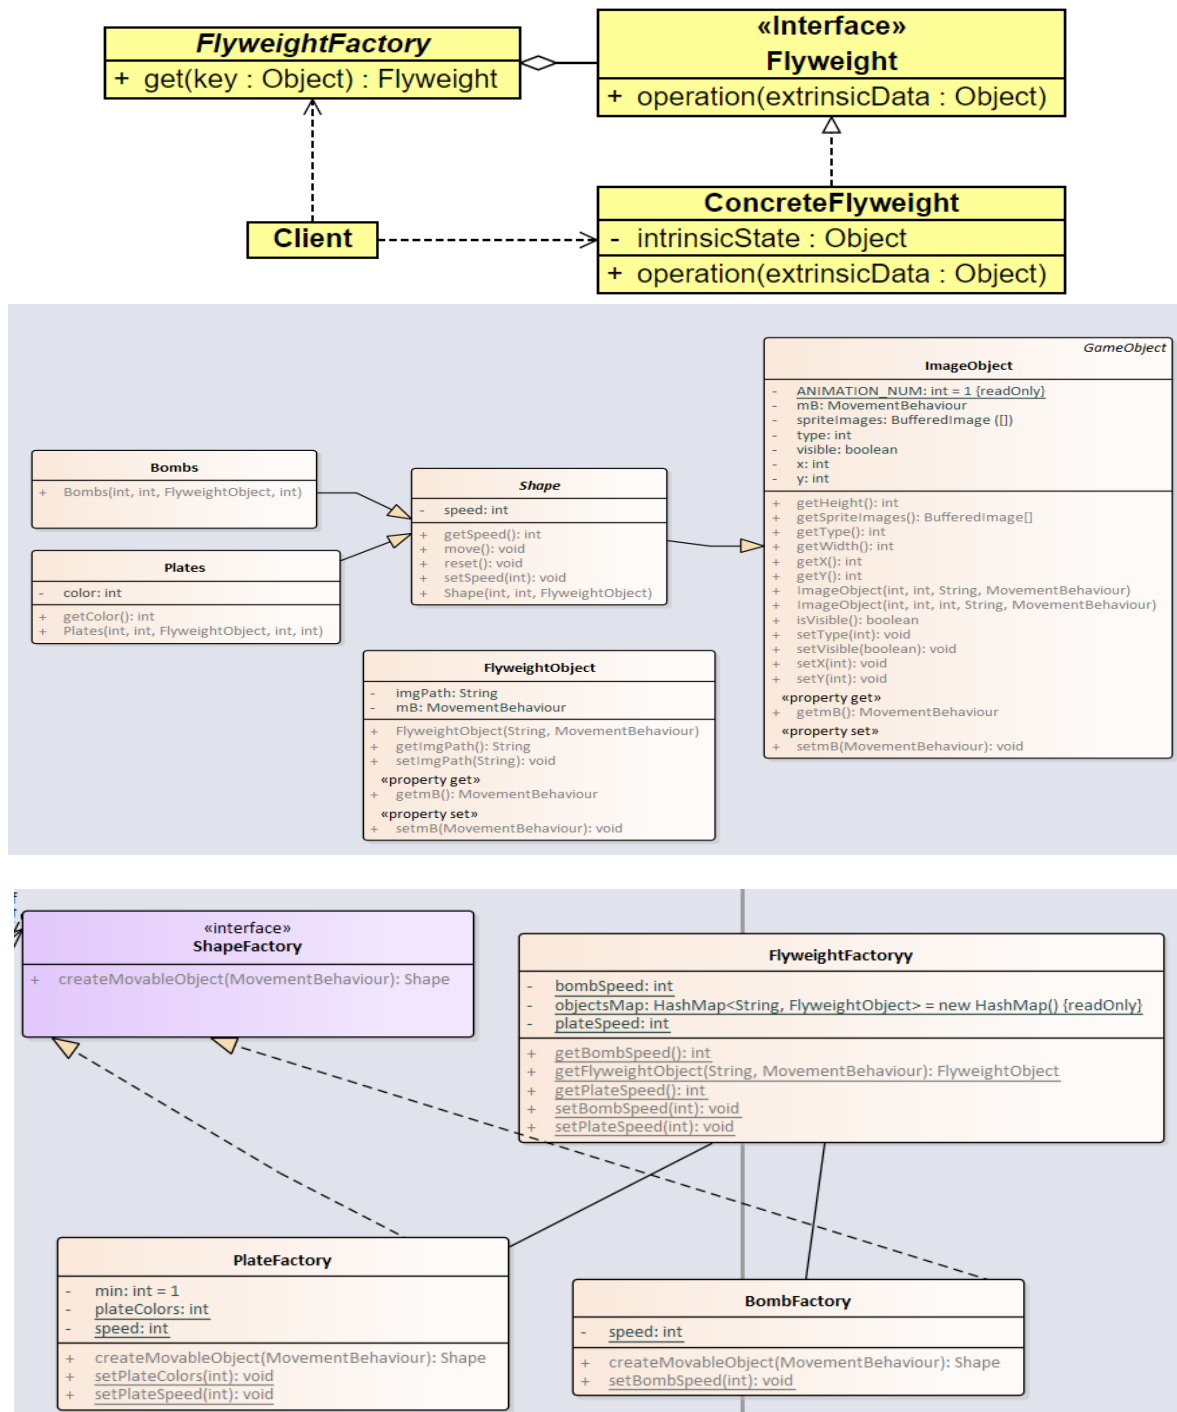 FlyweightFactory
+ get(key : Object) : Flyweight
«Interface»
Flyweight
+ operation(extrinsicData : Object)
Client
ConcreteFlyweight
- intrinsicState : Object
+ operation(extrinsicData : Object)
GameObject
ImageObject
- ANIMATION_NUM: int = 1 {readOnly}
- mB: MovementBehaviour
- spriteImages: BufferedImage ([])
- type: int
- visible: boolean
- x: int
- y: int
+ getHeight(): int
+ getSpriteImages(): BufferedImage[]
+ getType(): int
+ getWidth(): int
+ getX(): int
+ getY(): int
+ ImageObject(int, int, String, MovementBehaviour)
+ ImageObject(int, int, int, String, MovementBehaviour)
+ isVisible(): boolean
+ setType(int): void
+ setVisible(boolean): void
+ setX(int): void
+ setY(int): void
«property get»
+ getmB(): MovementBehaviour
«property set»
+ setmB(MovementBehaviour): void
Bombs
+ Bombs(int, int, FlyweightObject, int)
Shape
- speed: int
+ getSpeed(): int
+ move(): void
+ reset(): void
+ setSpeed(int): void
+ Shape(int, int, FlyweightObject)
Plates
- color: int
+ getColor(): int
+ Plates(int, int, FlyweightObject, int, int)
FlyweightObject
- imgPath: String
- mB: MovementBehaviour
+ FlyweightObject(String, MovementBehaviour)
+ getImgPath(): String
+ setImgPath(String): void
«property get»
+ getmB(): MovementBehaviour
«property set»
+ setmB(MovementBehaviour): void
«interface»
ShapeFactory
+ createMovableObject(MovementBehaviour): Shape
FlyweightFactoryy
- bombSpeed: int
- objectsMap: HashMap<String, FlyweightObject> = new HashMap() {readOnly}
- plateSpeed: int
+ getBombSpeed(): int
+ getFlyweightObject(String, MovementBehaviour): FlyweightObject
+ getPlateSpeed(): int
+ setBombSpeed(int): void
+ setPlateSpeed(int): void
PlateFactory
- min: int = 1
- plateColors: int
- speed: int
+ createMovableObject(MovementBehaviour): Shape
+ setPlateColors(int): void
+ setPlateSpeed(int): void
BombFactory
- speed: int
+ createMovableObject(MovementBehaviour): Shape
+ setBombSpeed(int): void